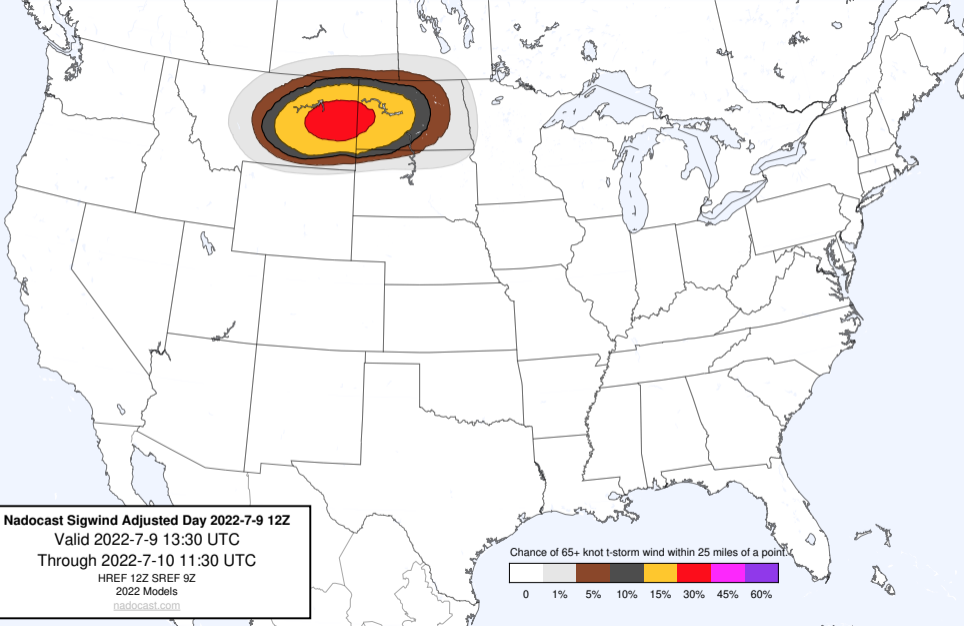 Nadocast Sigwind Adjusted Day 2022-7-9 12Z
Valid 2022-7-9 13:30 UTC
Through 2022-7-10 11:30 UTC
HREF 12Z SREF 9Z
2022 Models
nadocast.com
Chance of 65+ knot t-storm wind within 25 miles of a point.
0 1% 5% 10% 15% 30% 45% 60%